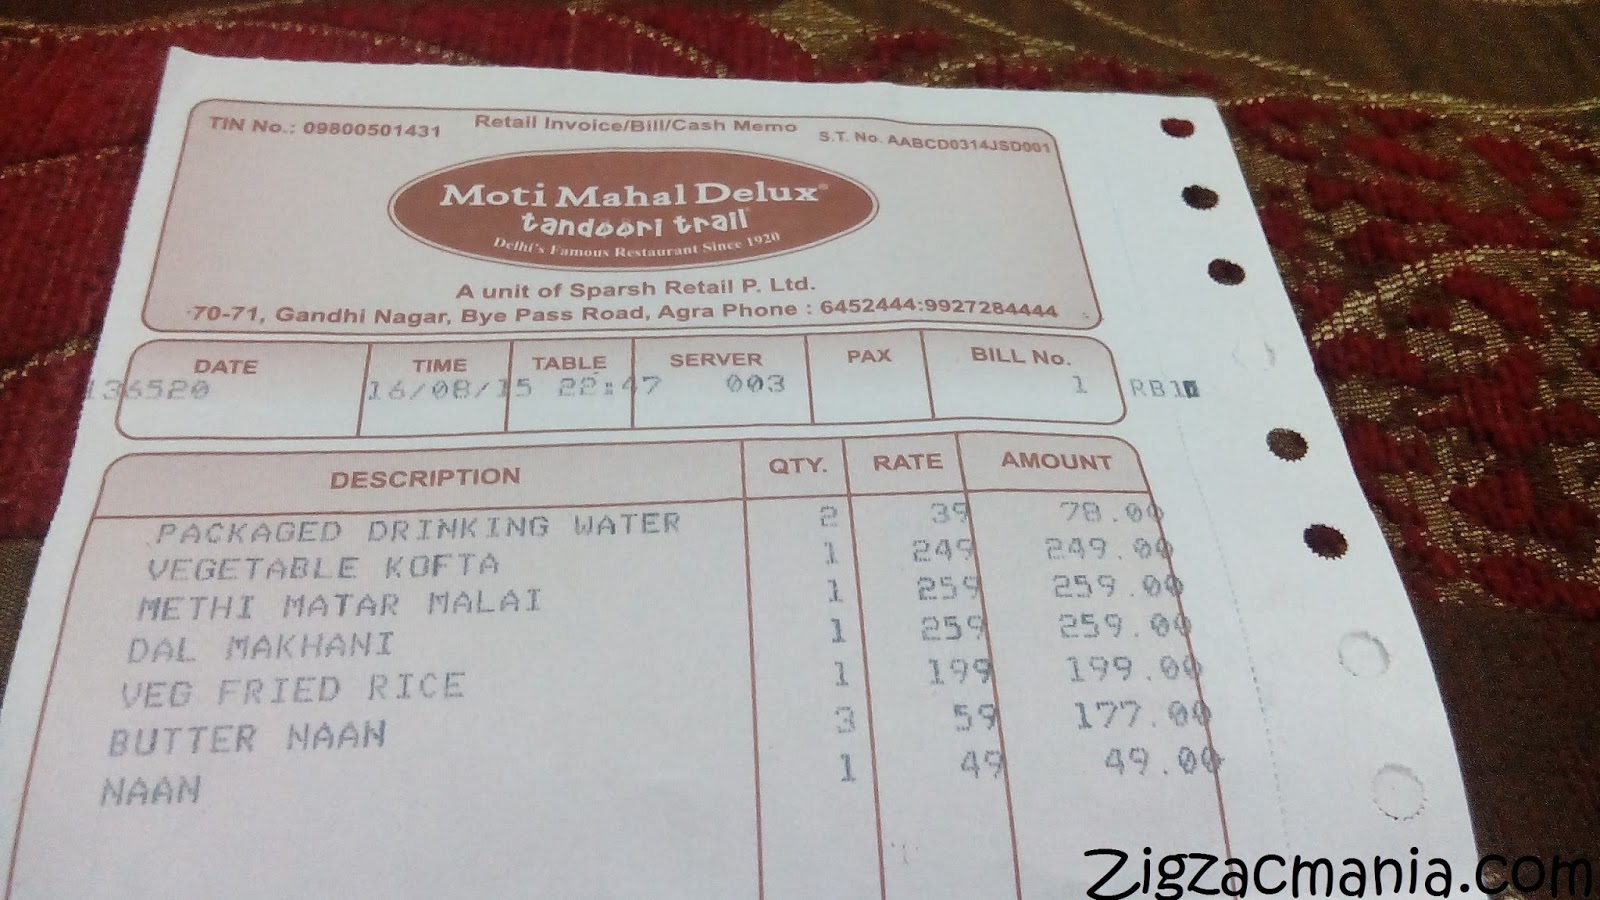 TIN No.: 09800501431 Retail Invoice/Bill/Cash Memo S.T. No. AABCD0314JSD001
Moti Mahal Delux®
tandoori trail
Delhi's Famous Restaurant Since 1920
A unit of Sparsh Retail P. Ltd.
70-71, Gandhi Nagar, Bye Pass Road, Agra Phone : 6452444:9927284444
DATE TIME TABLE SERVER PAX BILL No.
136520 16/08/15 22:47 003 1
DESCRIPTION QTY. RATE AMOUNT
PACKAGED DRINKING WATER 2 39 78.00
VEGETABLE KOFTA 1 249 249.00
METHI MATAR MALAI 1 259 259.00
DAL MAKHANI 1 259 259.00
VEG FRIED RICE 1 199 199.00
BUTTER NAAN 3 59 177.00
NAAN 1 49 49.00
Zigzacmania.com